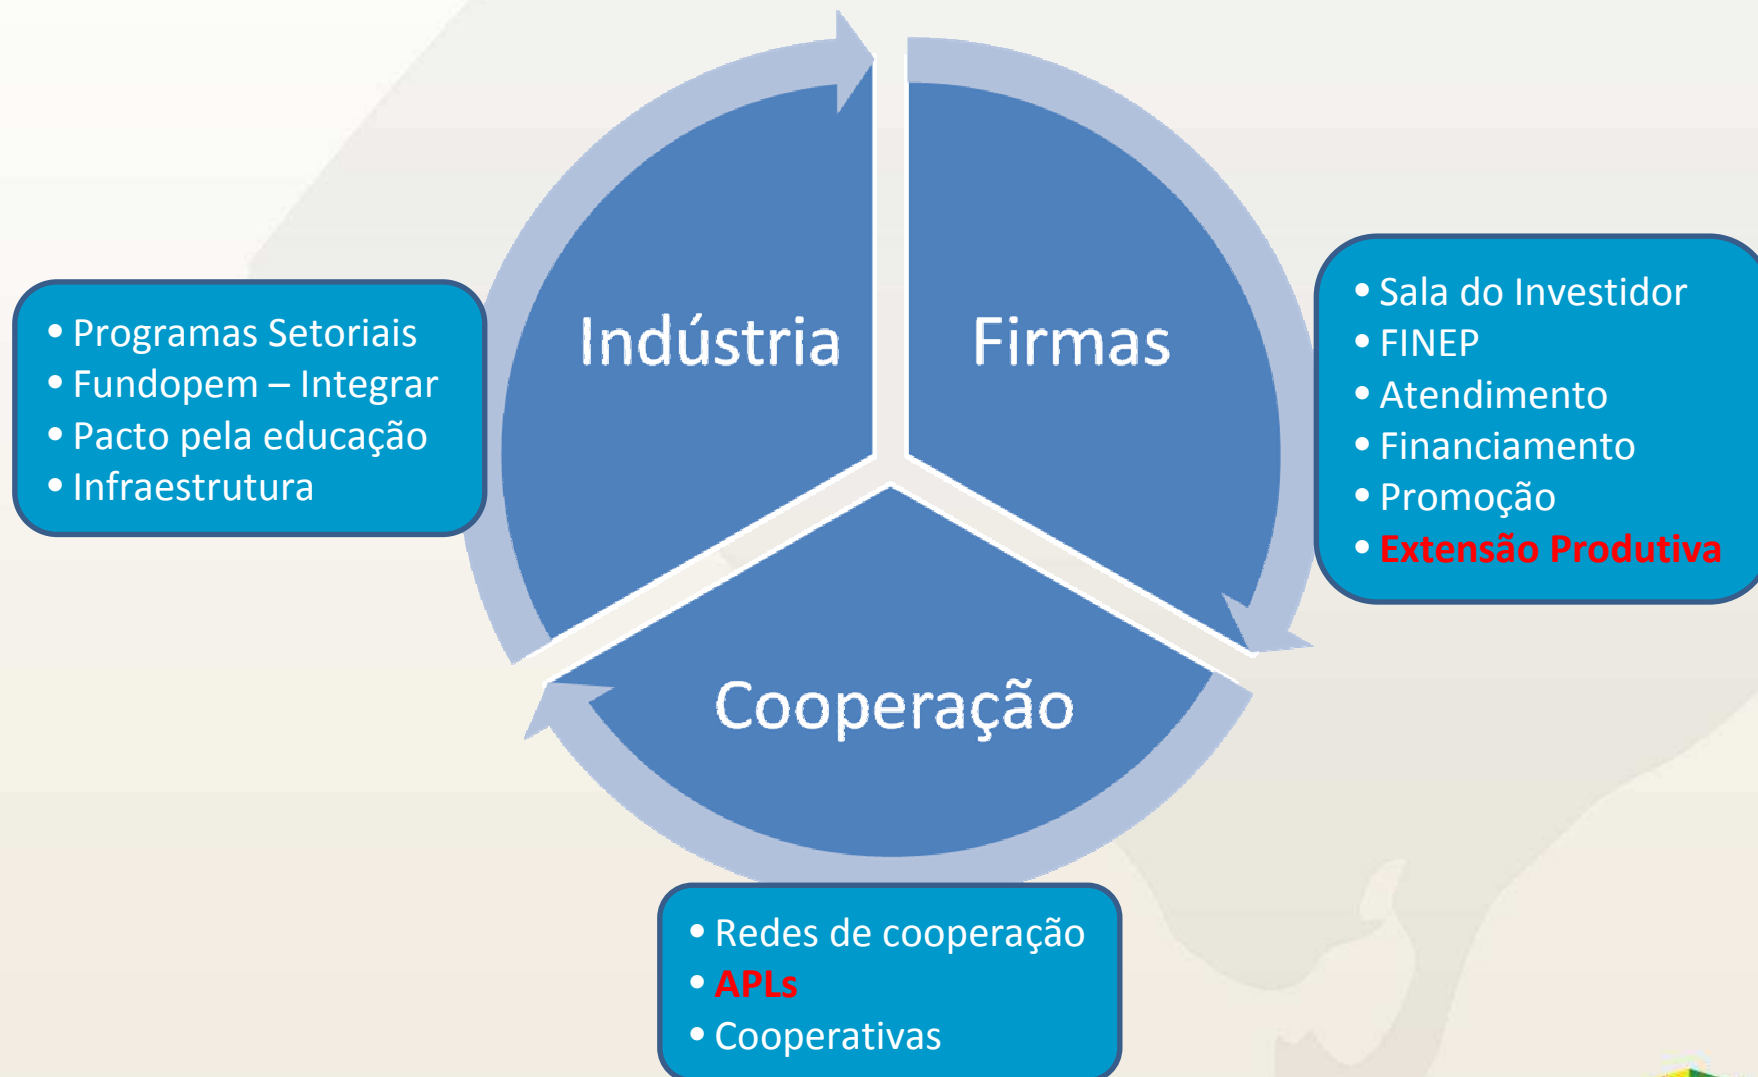 Indústria
Firmas
Cooperação
• Programas Setoriais
• Fundopem – Integrar
• Pacto pela educação
• Infraestrutura
• Sala do Investidor
• FINEP
• Atendimento
• Financiamento
• Promoção
• Extensão Produtiva
• Redes de cooperação
• APLs
• Cooperativas